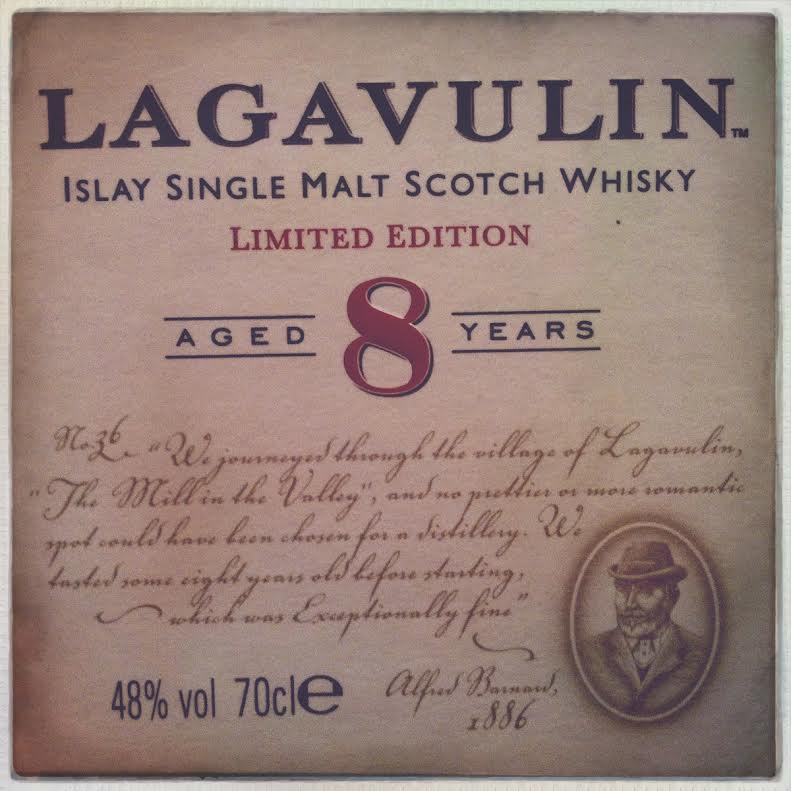 LAGAVULIN™
ISLAY SINGLE MALT SCOTCH WHISKY
LIMITED EDITION
AGED 8 YEARS
No.36. "We journeyed through the village of Lagavulin,
"The Mill in the Valley", and no prettier or more romantic
spot could have been chosen for a distillery. We
tasted some eight years old before starting,
which was Exceptionally fine"
Alfred Barnard,
1886
48% vol 70cl e